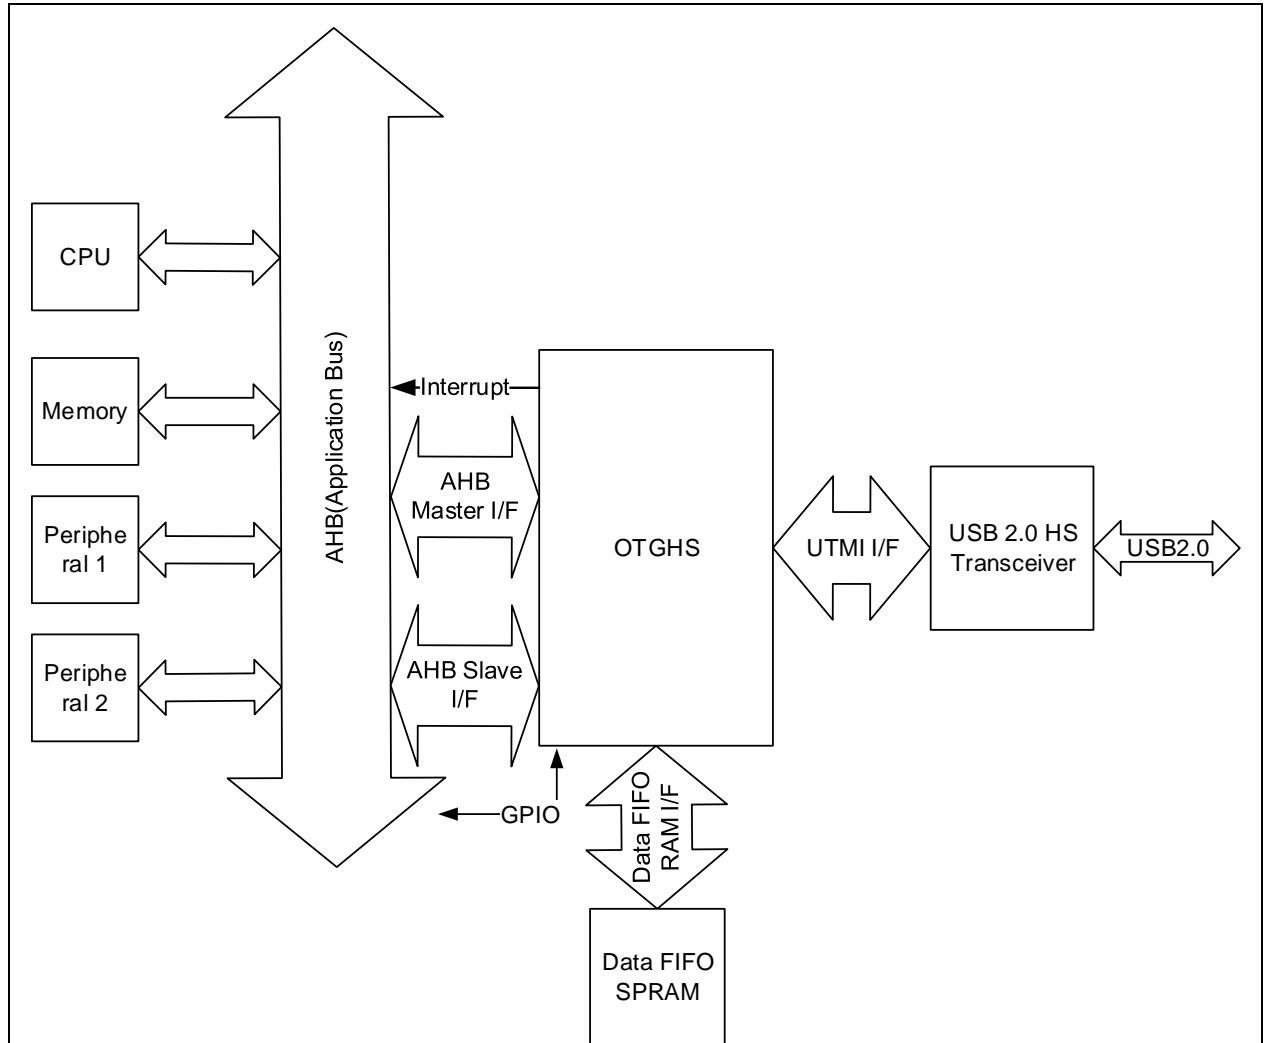 CPU
Memory
Periphe
ral 1
Periphe
ral 2
AHB(Application Bus)
Interrupt
AHB
Master I/F
AHB Slave
I/F
GPIO
OTGHS
Data FIFO
RAM I/F
Data FIFO
SPRAM
UTMI I/F
USB 2.0 HS
Transceiver
USB2.0